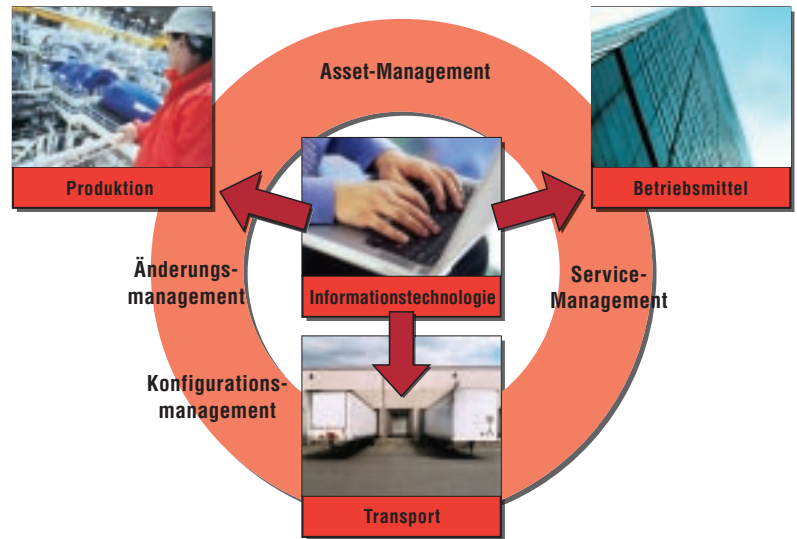 Asset-Management
Produktion
Betriebsmittel
Änderungs-
management
Informationstechnologie
Service-
Management
Konfigurations-
management
Transport